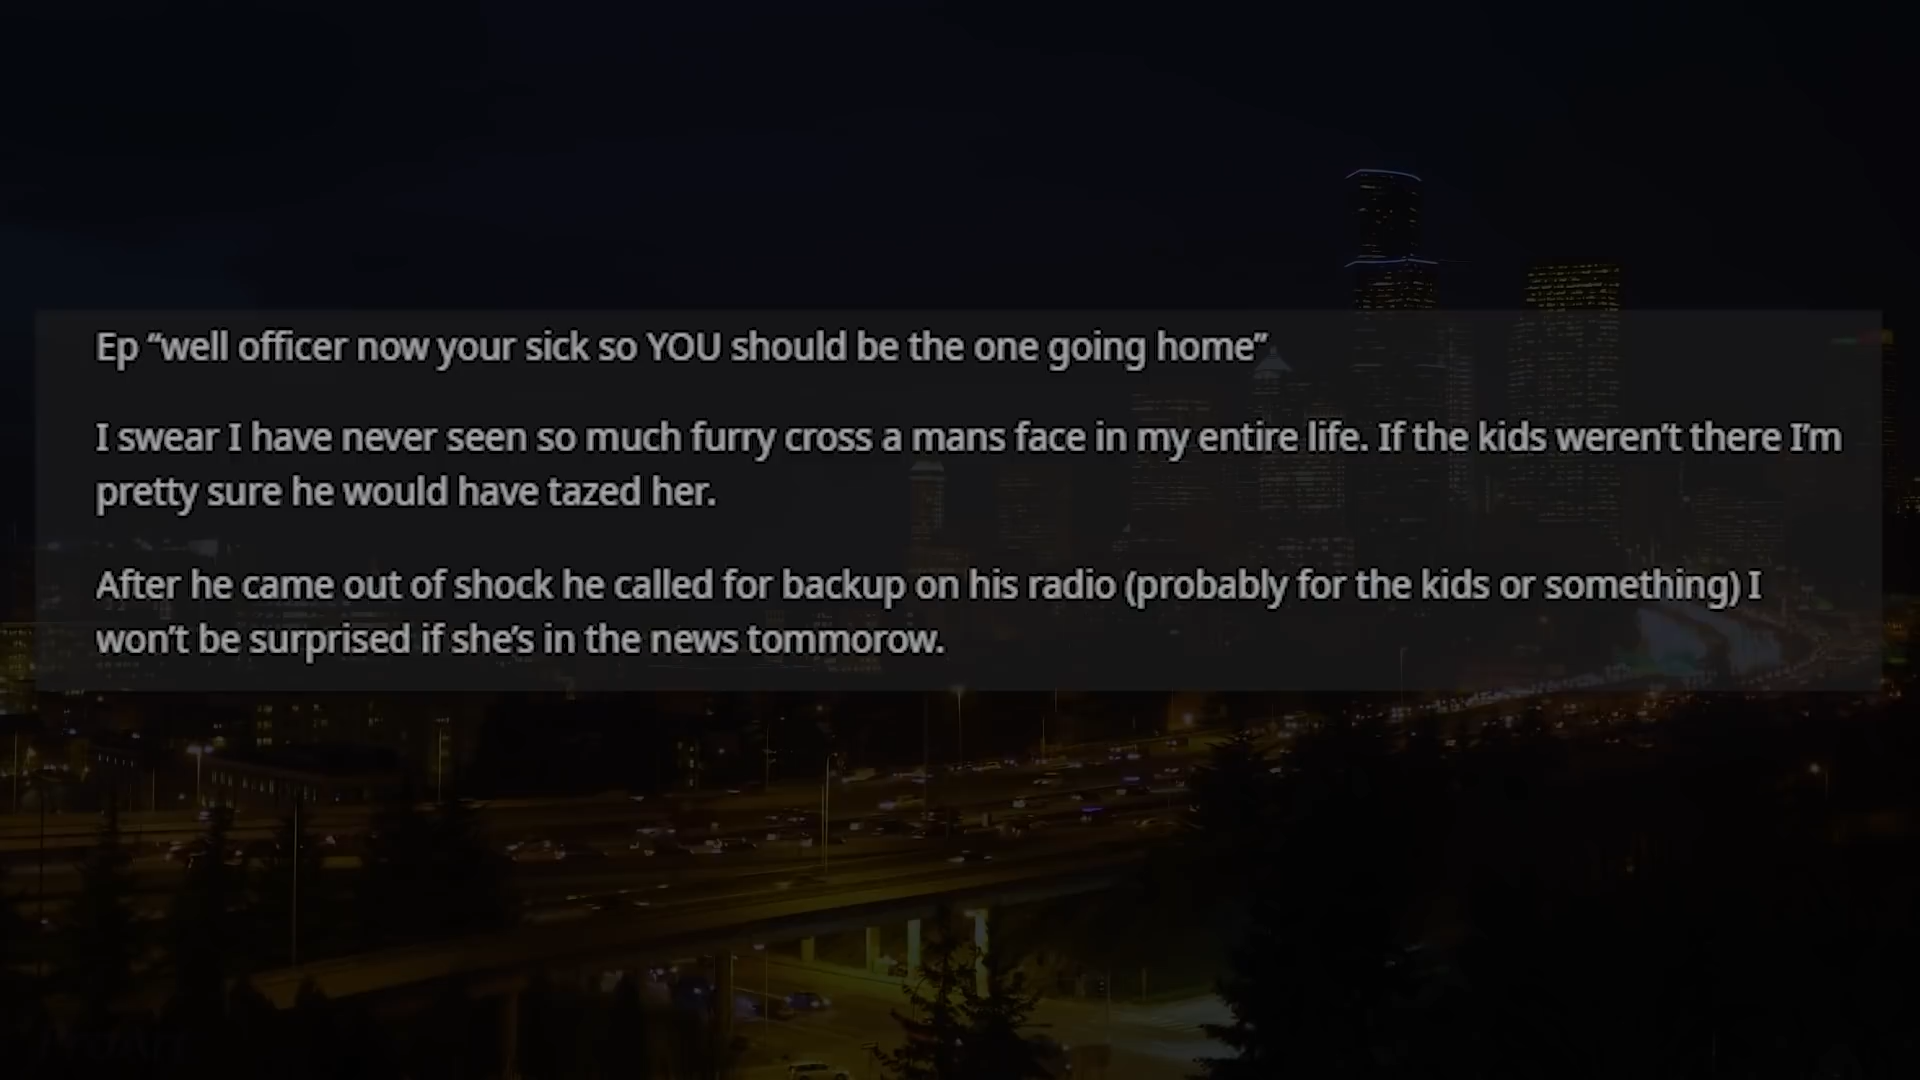 Ep “well officer now your sick so YOU should be the one going home”
I swear I have never seen so much furry cross a mans face in my entire life. If the kids weren’t there I’m
pretty sure he would have tazed her.
After he came out of shock he called for backup on his radio (probably for the kids or something) I
won’t be surprised if she’s in the news tommorow.